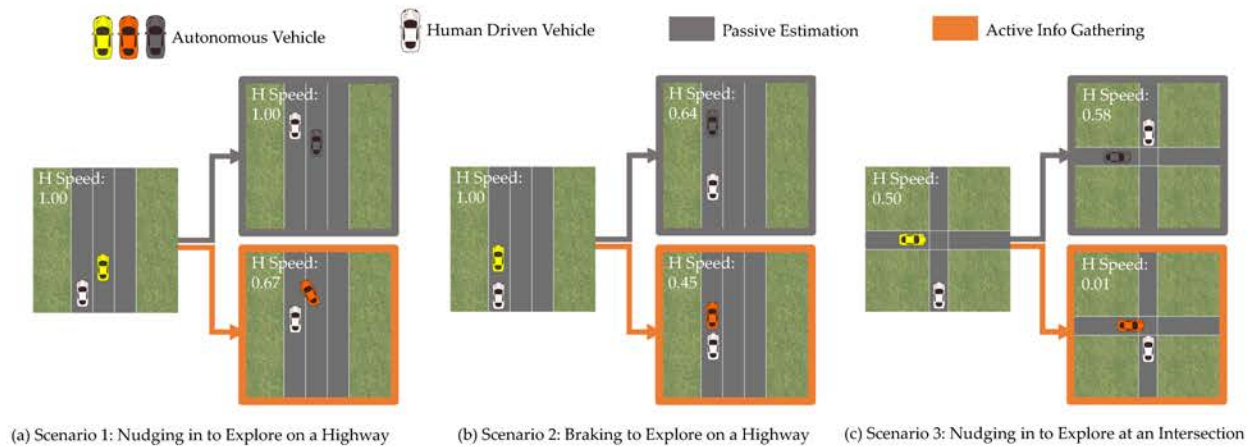 Autonomous Vehicle
Human Driven Vehicle
Passive Estimation
Active Info Gathering
H Speed:
1.00
H Speed:
1.00
H Speed:
0.67
H Speed:
1.00
H Speed:
0.64
H Speed:
0.45
H Speed:
0.50
H Speed:
0.58
H Speed:
0.01
(a) Scenario 1: Nudging in to Explore on a Highway
(b) Scenario 2: Braking to Explore on a Highway
(c) Scenario 3: Nudging in to Explore at an Intersection